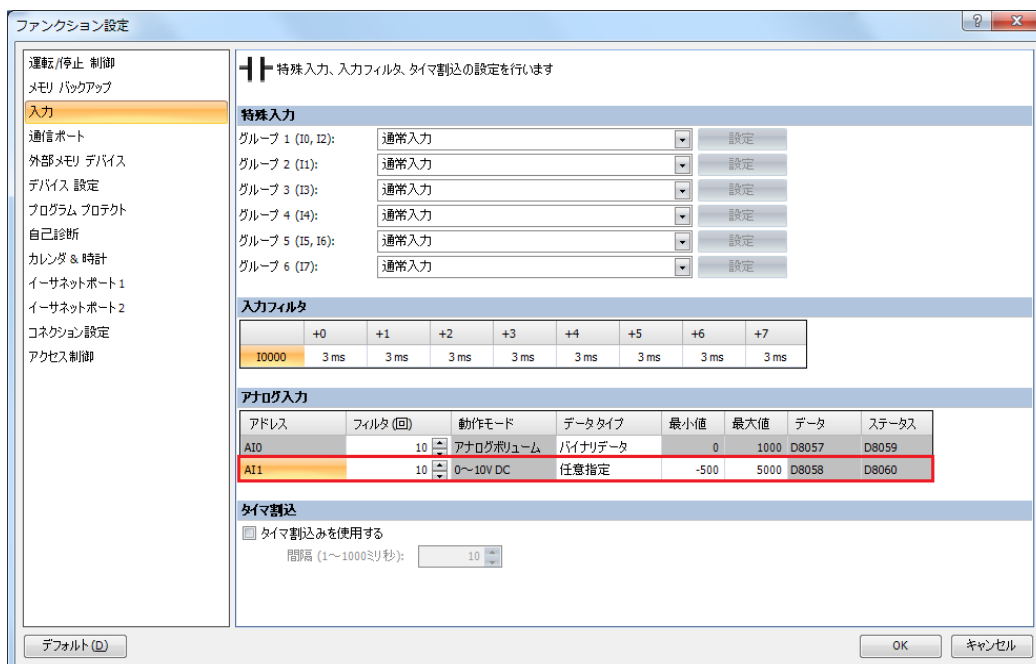 ファンクション設定
運転/停止 制御
メモリ バックアップ
入力
通信ポート
外部メモリ デバイス
デバイス 設定
プログラム プロテクト
自己診断
カレンダ & 時計
イーサネットポート 1
イーサネットポート 2
コネクション設定
アクセス制御
特殊入力、入力フィルタ、タイマ割込の設定を行います
特殊入力
グループ 1 (I0, I2): 通常入力 設定
グループ 2 (I1): 通常入力 設定
グループ 3 (I3): 通常入力 設定
グループ 4 (I4): 通常入力 設定
グループ 5 (I5, I6): 通常入力 設定
グループ 6 (I7): 通常入力 設定
入力フィルタ
+0 +1 +2 +3 +4 +5 +6 +7
I0000 3 ms 3 ms 3 ms 3 ms 3 ms 3 ms 3 ms 3 ms
アナログ入力
アドレス フィルタ (回) 動作モード データ タイプ 最小値 最大値 データ ステータス
AI0 10 アナログボリューム バイナリデータ 0 1000 D8057 D8059
AI1 10 0～10V DC 任意指定 -500 5000 D8058 D8060
タイマ割込
タイマ割込みを使用する
間隔 (1～1000ミリ秒): 10
デフォルト (D) OK キャンセル